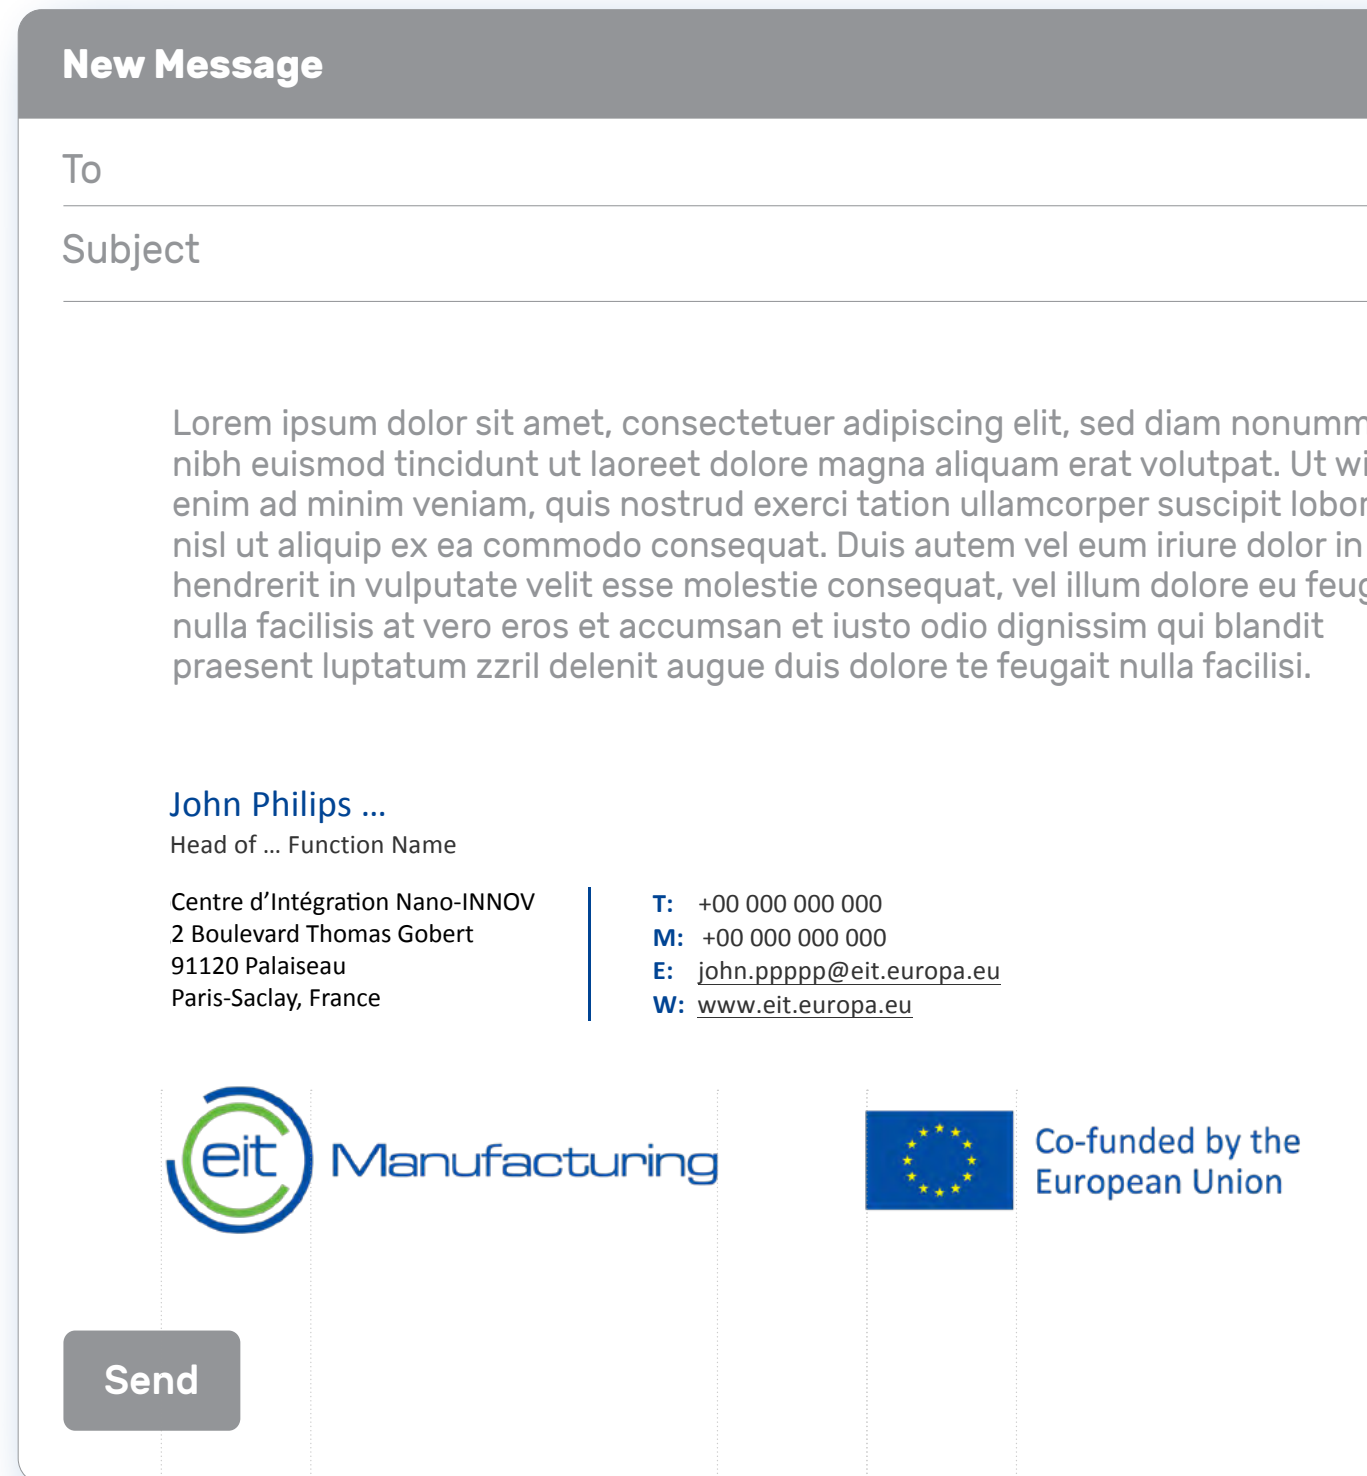 New Message
To
Subject
Lorem ipsum dolor sit amet, consectetuer adipiscing elit, sed diam nonumm
nibh euismod tincidunt ut laoreet dolore magna aliquam erat volutpat. Ut wi
enim ad minim veniam, quis nostrud exerci tation ullamcorper suscipit lobor
nisl ut aliquip ex ea commodo consequat. Duis autem vel eum iriure dolor in
hendrerit in vulputate velit esse molestie consequat, vel illum dolore eu feug
nulla facilisis at vero eros et accumsan et iusto odio dignissim qui blandit
praesent luptatum zzril delenit augue duis dolore te feugait nulla facilisi.
John Philips ...
Head of ... Function Name
Centre d'Intégration Nano-INNOV
2 Boulevard Thomas Gobert
91120 Palaiseau
Paris-Saclay, France
T: +00 000 000 000
M: +00 000 000 000
E: john.ppppp@eit.europa.eu
W: www.eit.europa.eu
eit Manufacturing
Co-funded by the
European Union
Send